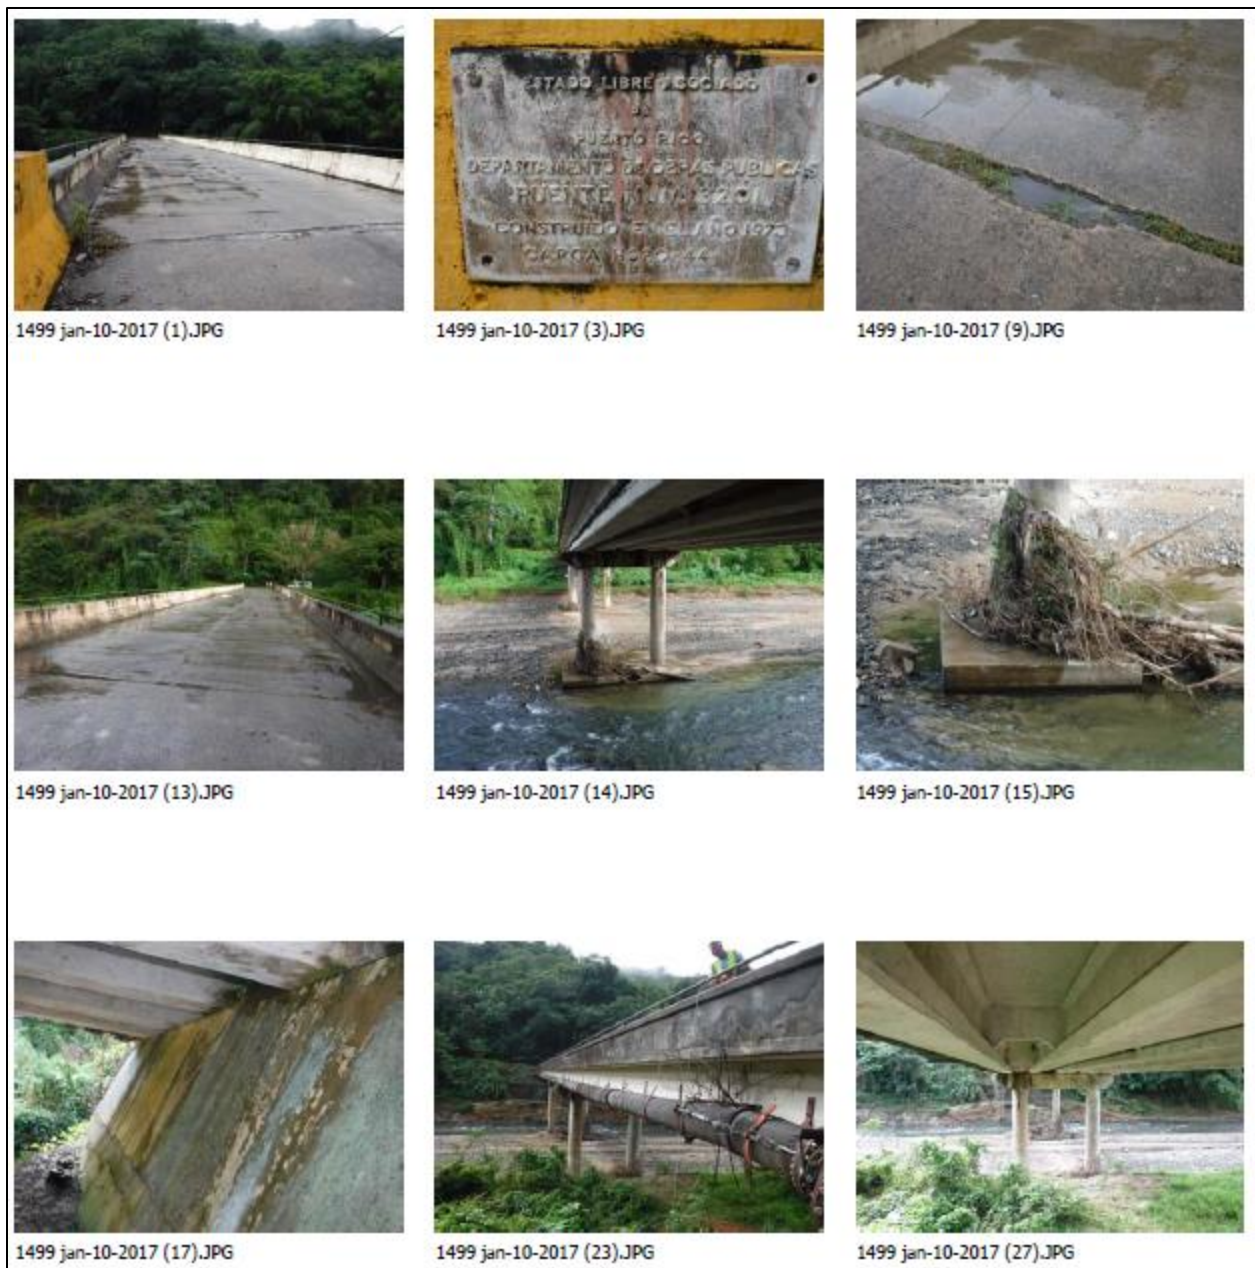 1499 jan-10-2017 (1).JPG
ESTADO LIBRE ASOCIADO
PUERTO RICO
DEPARTAMENTO DE OBRAS PUBLICAS
PUENTE
CONSTRUIDO EN EL ANO 1973
CARGA
1499 jan-10-2017 (3).JPG
1499 jan-10-2017 (9).JPG
1499 jan-10-2017 (13).JPG
1499 jan-10-2017 (14).JPG
1499 jan-10-2017 (15).JPG
1499 jan-10-2017 (17).JPG
1499 jan-10-2017 (23).JPG
1499 jan-10-2017 (27).JPG